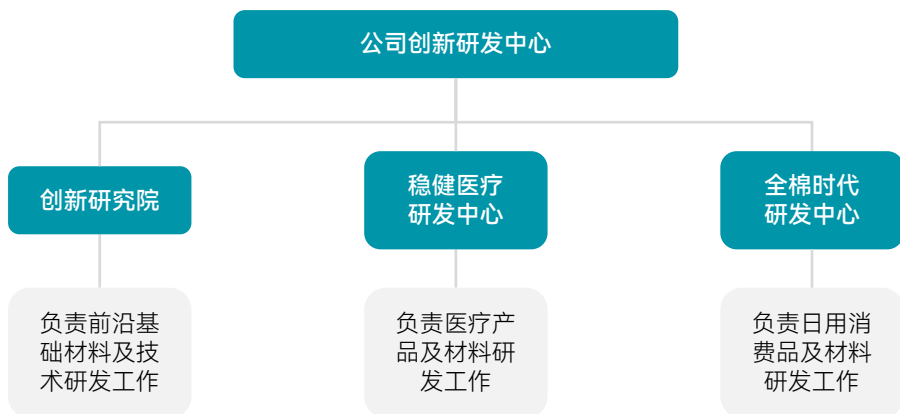 公司创新研发中心
创新研究院
稳健医疗
研发中心
全棉时代
研发中心
负责前沿基
础材料及技
术研发工作
负责医疗产
品及材料研
发工作
负责日用消
费品及材料
研发工作